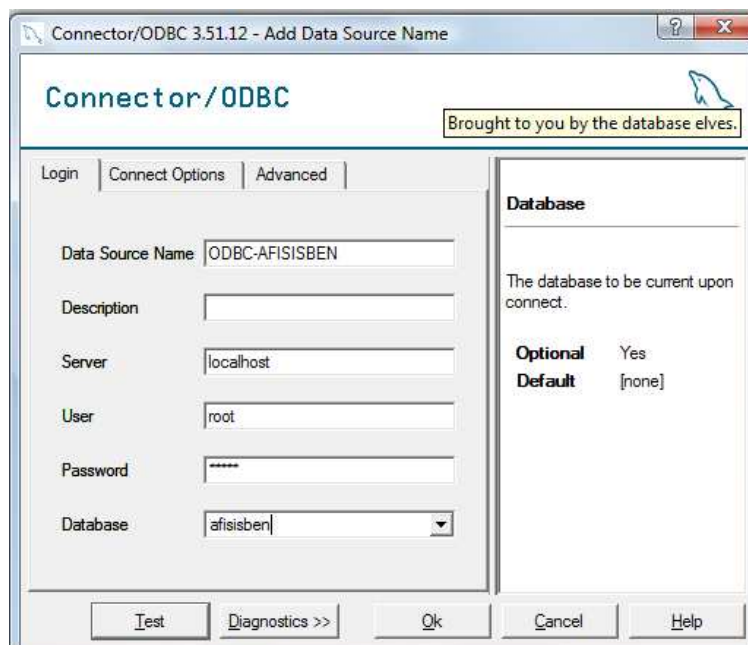 Connector/ODBC 3.51.12 - Add Data Source Name
Connector/ODBC
Brought to you by the database elves.
Login Connect Options Advanced
Data Source Name ODBC-AFISISBEN
Description
Server localhost
User root
Password *****
Database afisisben
Database
The database to be current upon
connect.
Optional Yes
Default [none]
Test Diagnostics >> Ok Cancel Help